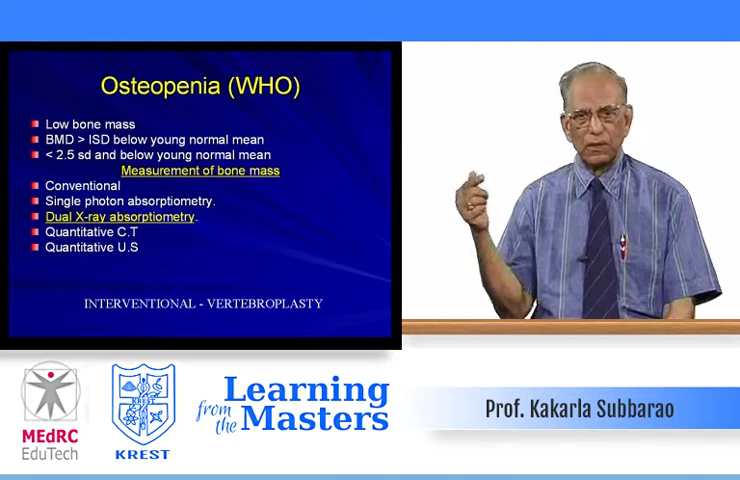 Osteopenia (WHO)
Low bone mass
BMD > ISD below young normal mean
< 2.5 sd and below young normal mean
Measurement of bone mass
Conventional
Single photon absorptiometry.
Dual X-ray absorptiometry.
Quantitative C.T
Quantitative U.S
INTERVENTIONAL - VERTEBROPLASTY
MEdRC
EduTech
KREST
KREST
Learning
from the Masters
Prof. Kakarla Subbarao